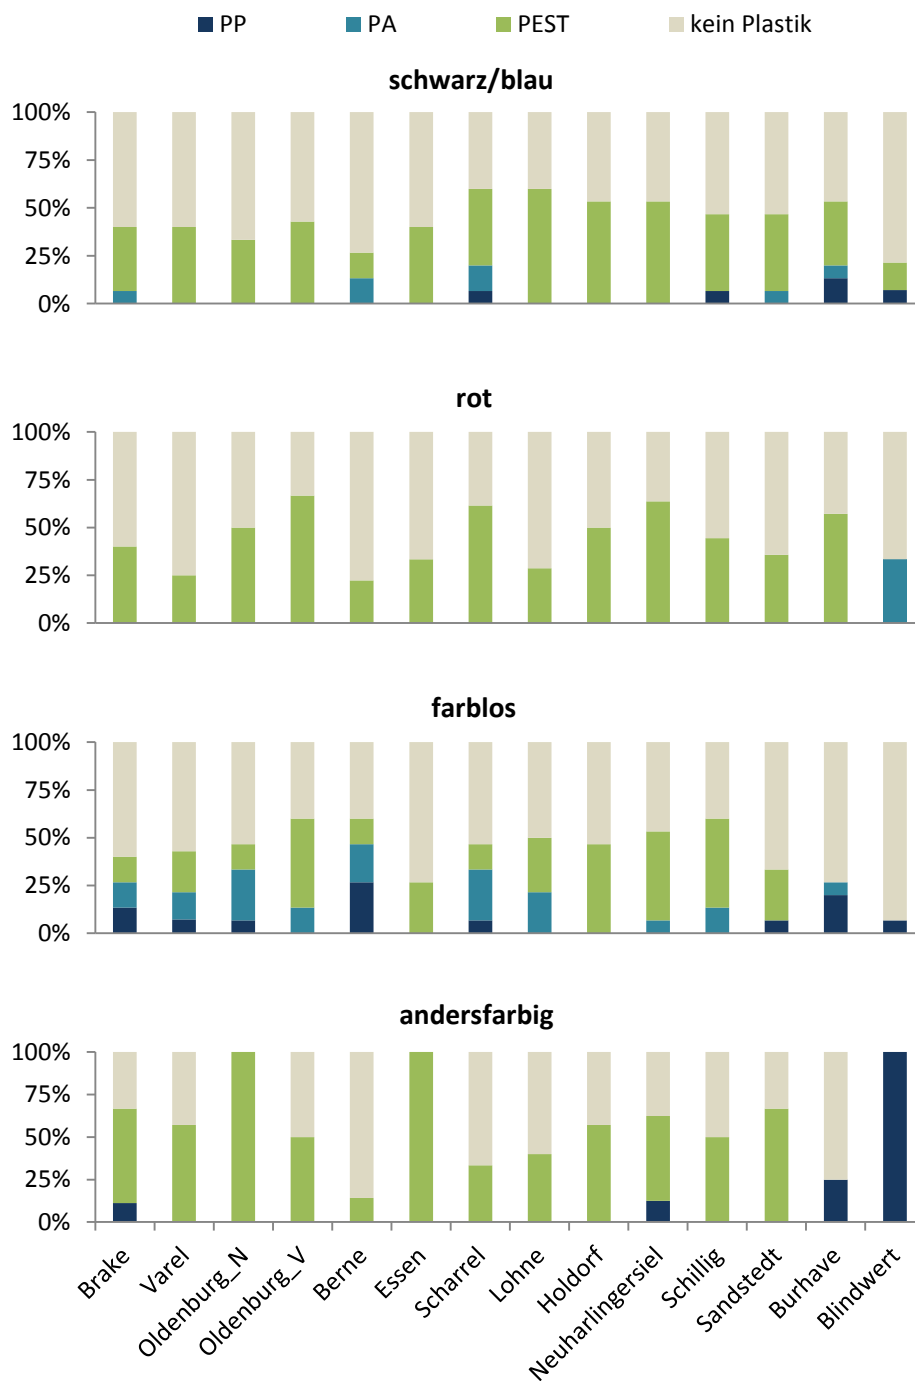 PP PA PEST kein Plastik
schwarz/blau
100%
75%
50%
25%
0%
rot
100%
75%
50%
25%
0%
farblos
100%
75%
50%
25%
0%
andersfarbig
100%
75%
50%
25%
0%
Brake
Varel
Oldenburg_N
Oldenburg_V
Berne
Essen
Scharrel
Lohne
Holdorf
Neuharlingersiel
Schillig
Sandstedt
Burhave
Blindwert